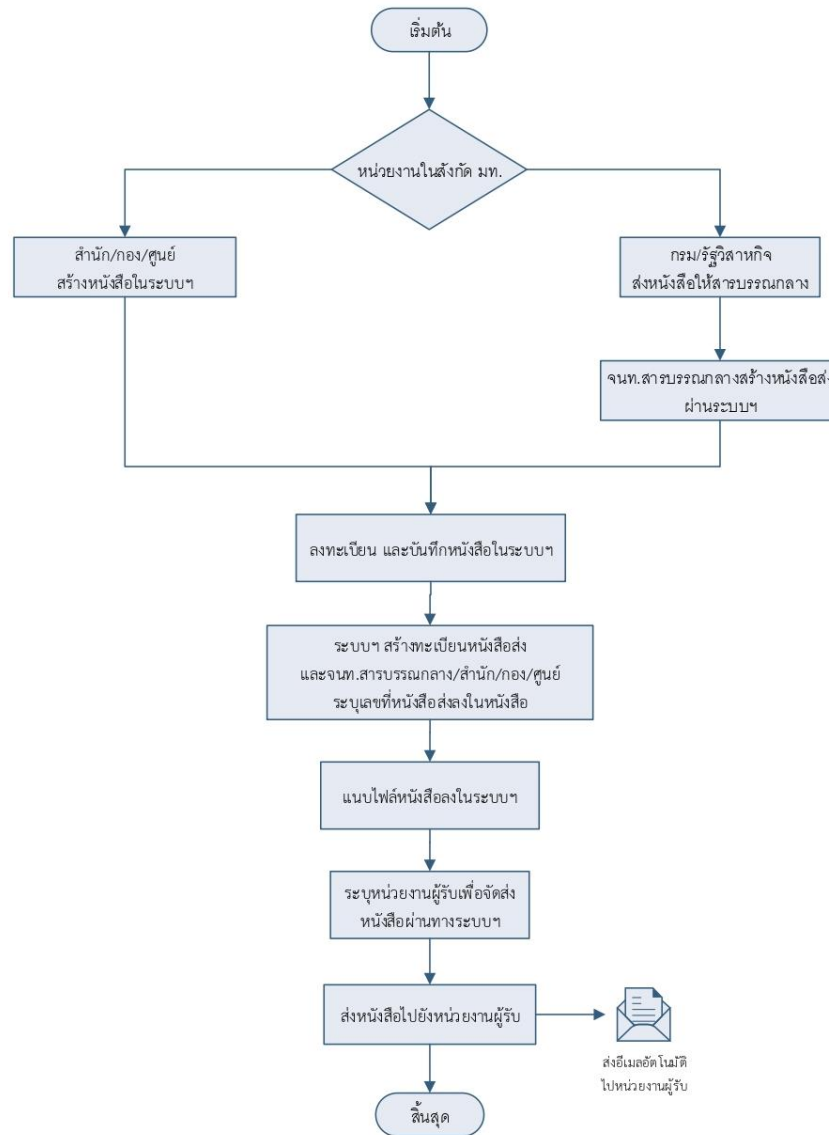 เริ่มต้น
หน่วยงานในสังกัด มท.
สำนัก/กอง/ศูนย์
สร้างหนังสือในระบบฯ
กรม/รัฐวิสาหกิจ
ส่งหนังสือให้สารบรรณกลาง
จนท.สารบรรณกลางสร้างหนังสือส่ง
ผ่านระบบฯ
ลงทะเบียน และบันทึกหนังสือในระบบฯ
ระบบฯ สร้างทะเบียนหนังสือส่ง
และจนท.สารบรรณกลาง/สำนัก/กอง/ศูนย์
ระบุเลขที่หนังสือส่งลงในหนังสือ
แนบไฟล์หนังสือลงในระบบฯ
ระบุหน่วยงานผู้รับเพื่อจัดส่ง
หนังสือผ่านทางระบบฯ
ส่งหนังสือไปยังหน่วยงานผู้รับ
ส่งอีเมลอัตโนมัติ
ไปหน่วยงานผู้รับ
สิ้นสุด